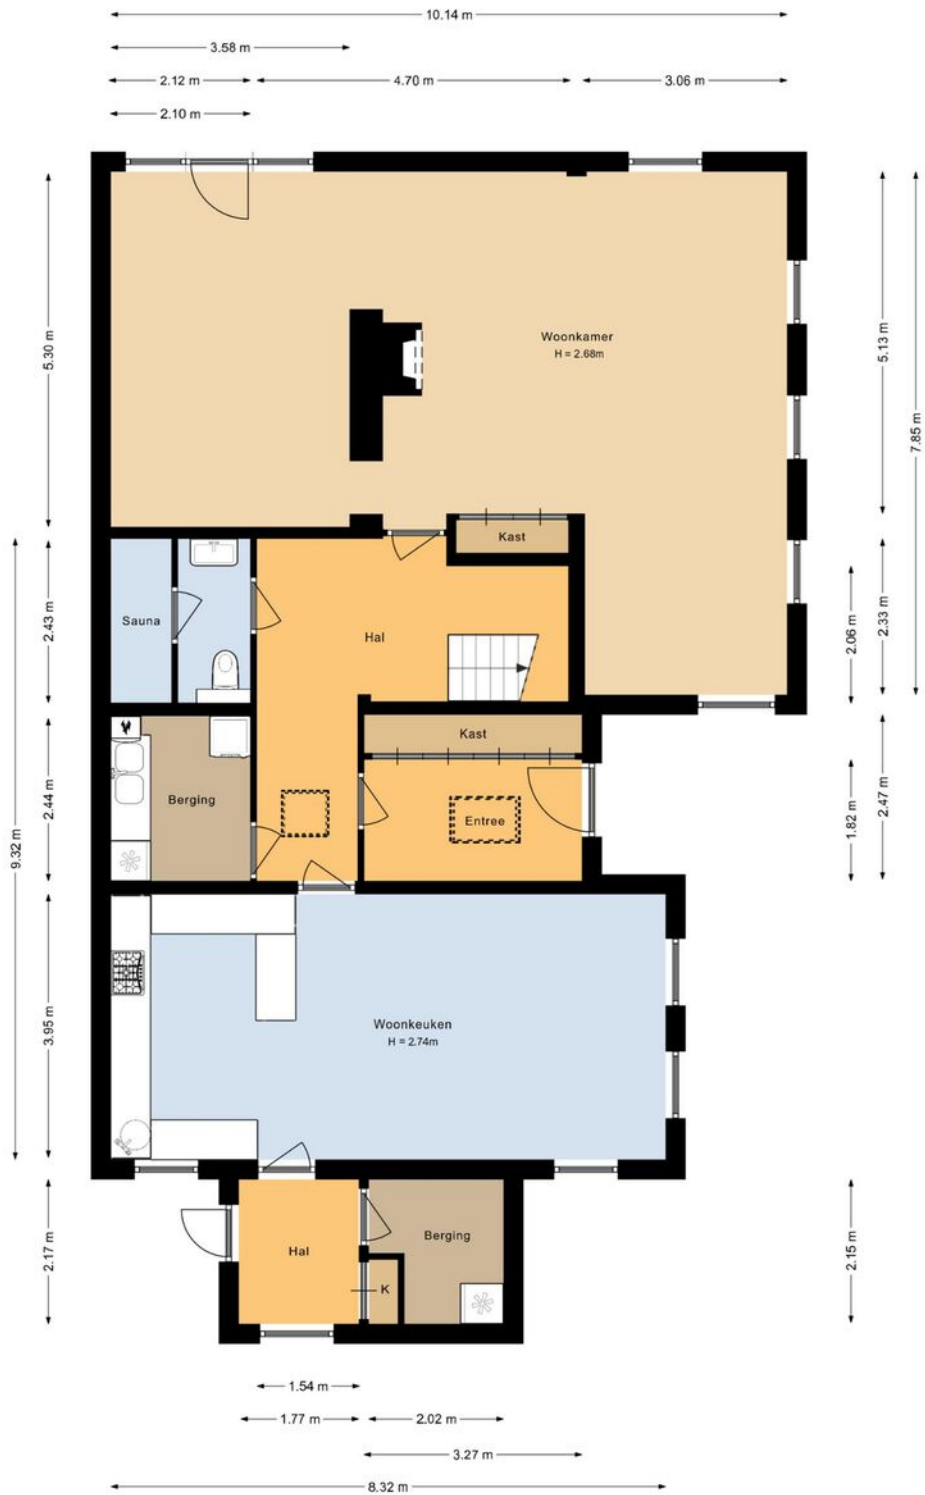 10.14 m
3.58 m
2.12 m 4.70 m 3.06 m
2.10 m
5.30 m
5.13 m
7.85 m
Woonkamer
H = 2.68m
Kast
Sauna
Hal
2.43 m
2.06 m
2.33 m
Kast
Berging
Entree
2.44 m
1.82 m
2.47 m
9.32 m
Woonkeuken
H = 2.74m
3.95 m
Hal
Berging
K
2.17 m
2.15 m
1.54 m
1.77 m 2.02 m
3.27 m
8.32 m